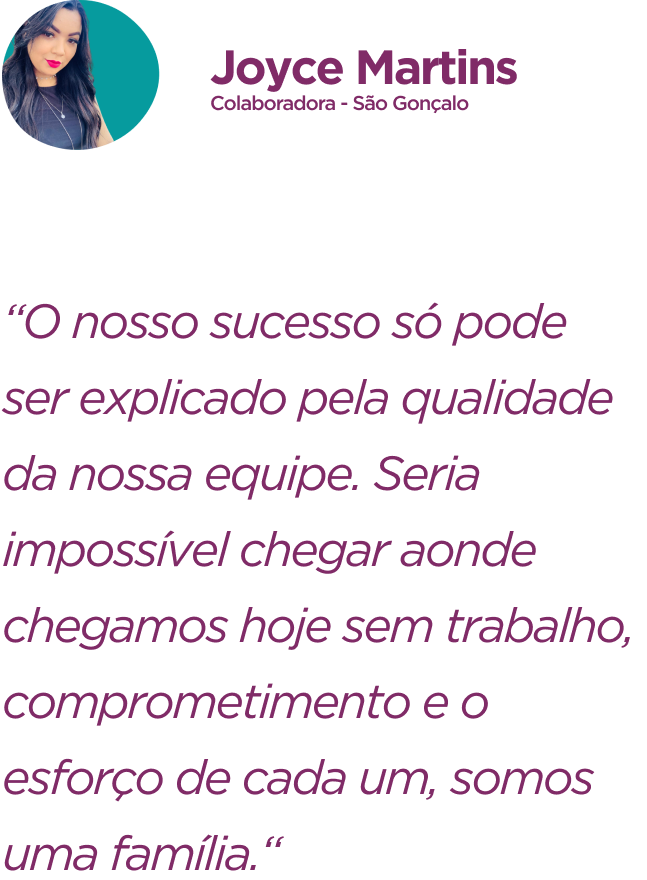 Joyce Martins
Colaboradora - São Gonçalo
“O nosso sucesso só pode
ser explicado pela qualidade
da nossa equipe. Seria
impossível chegar aonde
chegamos hoje sem trabalho,
comprometimento e o
esforço de cada um, somos
uma família.“